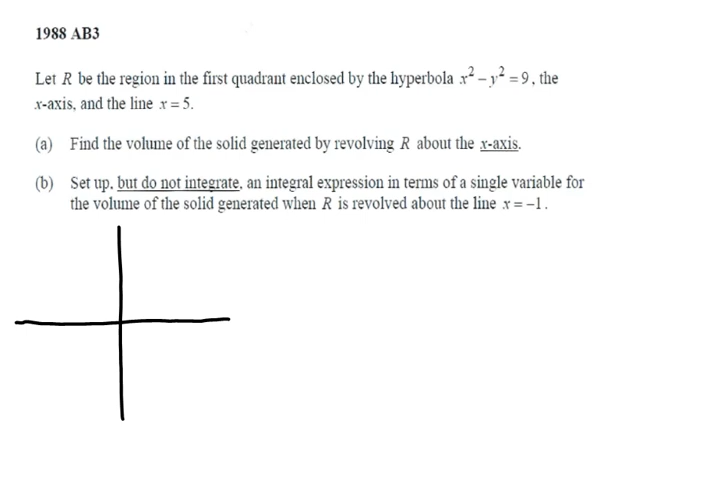 1988 AB3
Let R be the region in the first quadrant enclosed by the hyperbola x² − y² = 9, the
x-axis, and the line x = 5.
(a) Find the volume of the solid generated by revolving R about the x-axis.
(b) Set up, but do not integrate, an integral expression in terms of a single variable for
the volume of the solid generated when R is revolved about the line x = −1.